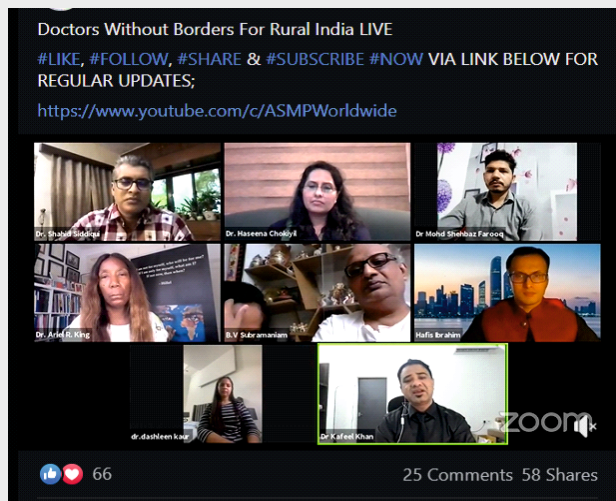 Doctors Without Borders For Rural India LIVE
#LIKE, #FOLLOW, #SHARE & #SUBSCRIBE #NOW VIA LINK BELOW FOR
REGULAR UPDATES;
https://www.youtube.com/c/ASMPWorldwide
Dr. Shahid Siddiqui
Dr. Haseena Chokiyil
Dr Mohd Shehbaz Farooq
Dr. Ariel R. King
B.V Subramaniam
Hafis Ibrahim
dr.dashleen kaur
Dr Kafeel Khan
zoom
66
25 Comments 58 Shares